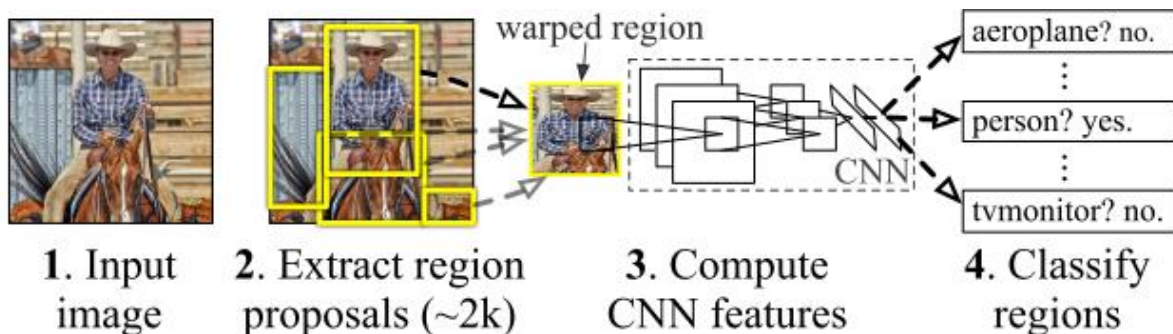 warped region
aeroplane? no.
person? yes.
CNN
tvmonitor? no.
1. Input
image
2. Extract region
proposals (~2k)
3. Compute
CNN features
4. Classify
regions